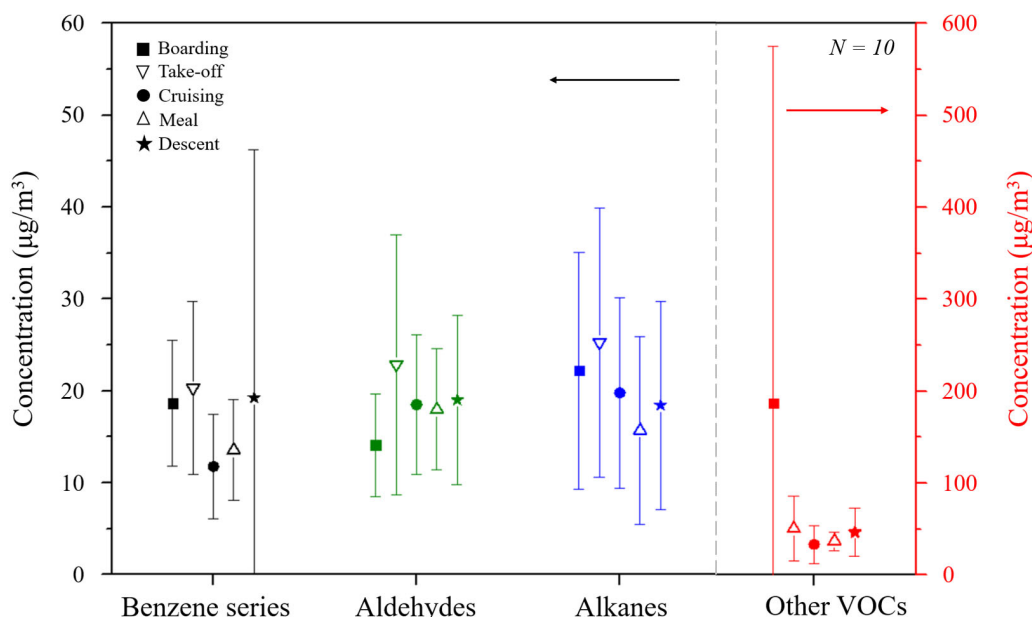 60
50
40
30
20
10
0
Concentration (μg/m³)
Boarding
Take-off
Cruising
Meal
Descent
N = 10
600
500
400
300
200
100
0
Concentration (μg/m³)
Benzene series
Aldehydes
Alkanes
Other VOCs